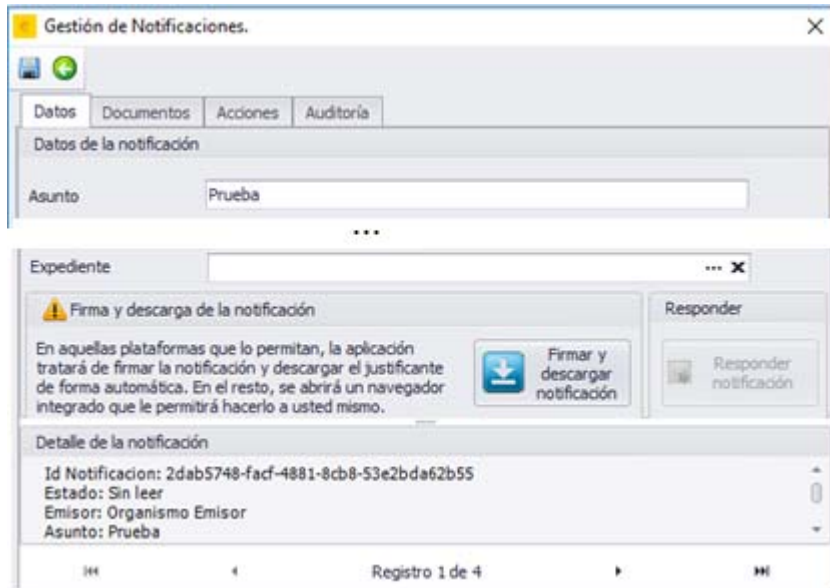 Gestión de Notificaciones.
Datos Documentos Acciones Auditoría
Datos de la notificación
Asunto Prueba
...
Expediente ...
Firma y descarga de la notificación
En aquellas plataformas que lo permitan, la aplicación
tratará de firmar la notificación y descargar el justificante
de forma automática. En el resto, se abrirá un navegador
integrado que le permitirá hacerlo a usted mismo.
Firmar y
descargar
notificación
Responder
Responder
notificación
Detalle de la notificación
Id Notificacion: 2dab5748-facf-4881-8cb8-53e2bda62b55
Estado: Sin leer
Emisor: Organismo Emisor
Asunto: Prueba
Registro 1 de 4